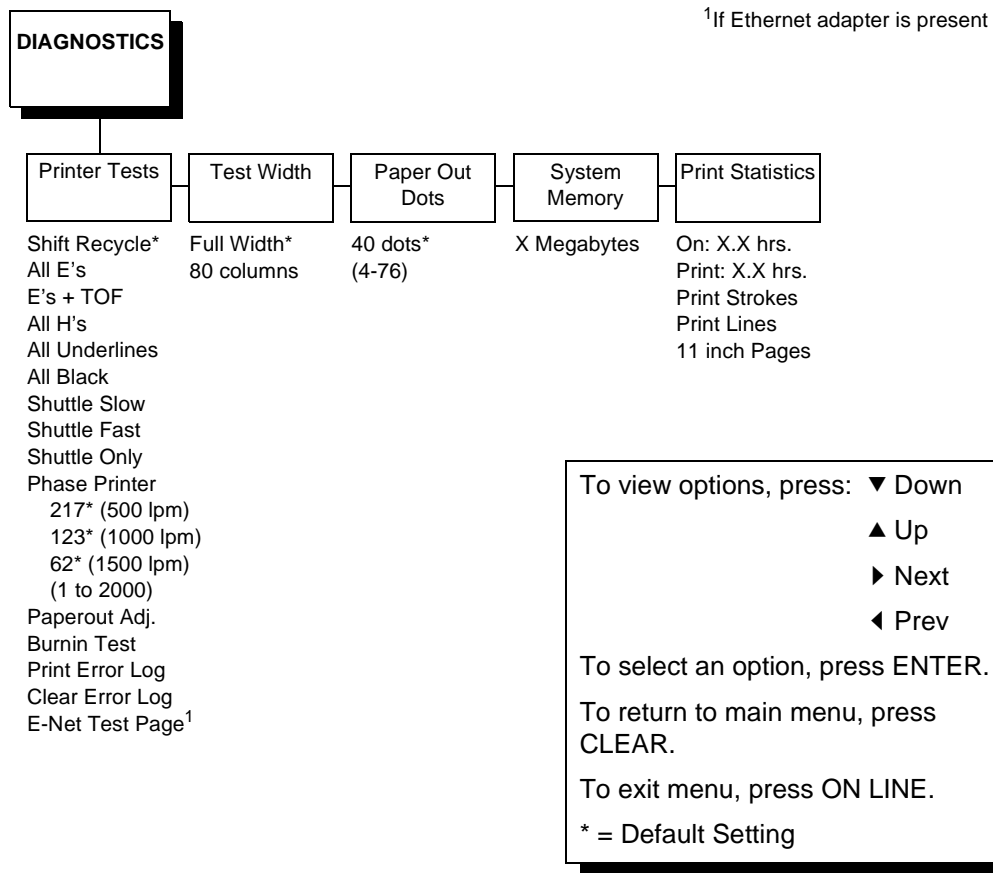 DIAGNOSTICS
¹If Ethernet adapter is present
Printer Tests
Shift Recycle*
All E's
E's + TOF
All H's
All Underlines
All Black
Shuttle Slow
Shuttle Fast
Shuttle Only
Phase Printer
217* (500 lpm)
123* (1000 lpm)
62* (1500 lpm)
(1 to 2000)
Paperout Adj.
Burnin Test
Print Error Log
Clear Error Log
E-Net Test Page¹
Test Width
Full Width*
80 columns
Paper Out
Dots
40 dots*
(4-76)
System
Memory
X Megabytes
Print Statistics
On: X.X hrs.
Print: X.X hrs.
Print Strokes
Print Lines
11 inch Pages
To view options, press: ▼ Down
▲ Up
▶ Next
◀ Prev
To select an option, press ENTER.
To return to main menu, press
CLEAR.
To exit menu, press ON LINE.
* = Default Setting